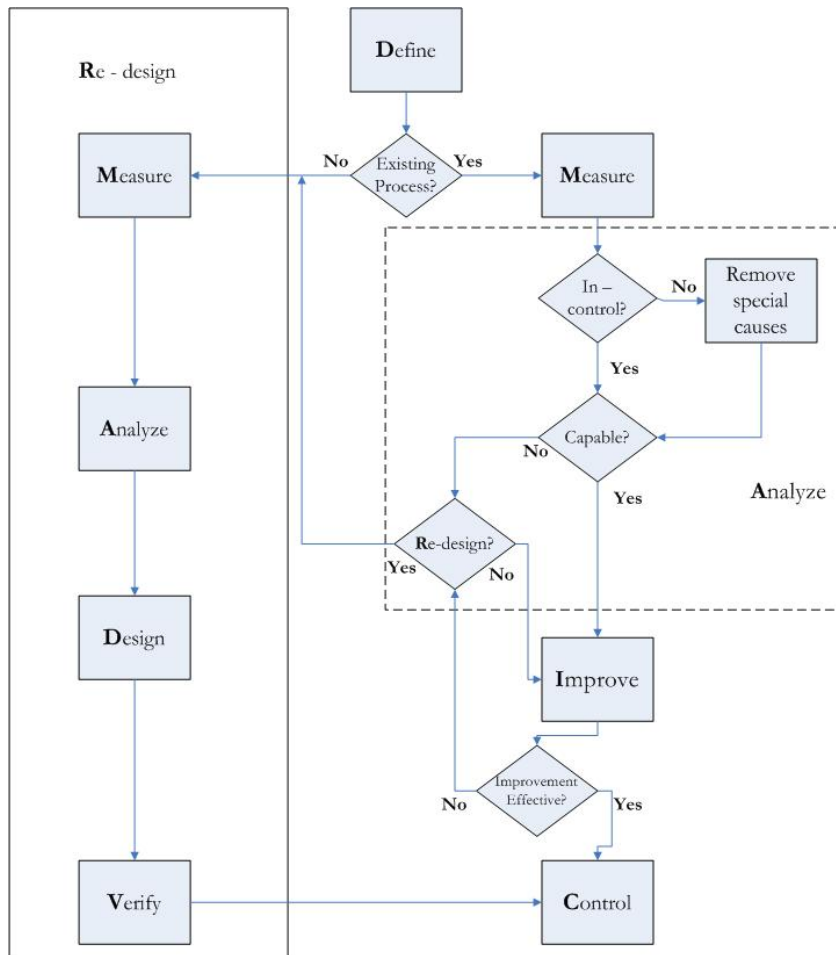 Define
Re - design
Existing
Process?
No
Yes
Measure
Measure
In –
control?
No
Remove
special
causes
Yes
Analyze
Capable?
No
Yes
Analyze
Re-design?
Yes
No
Design
Improve
Improvement
Effective?
No
Yes
Verify
Control